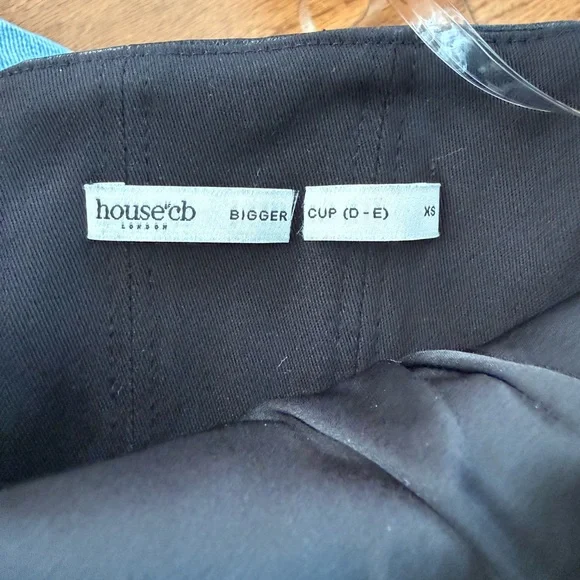 house of cb BIGGER CUP (D-E) XS
LONDON